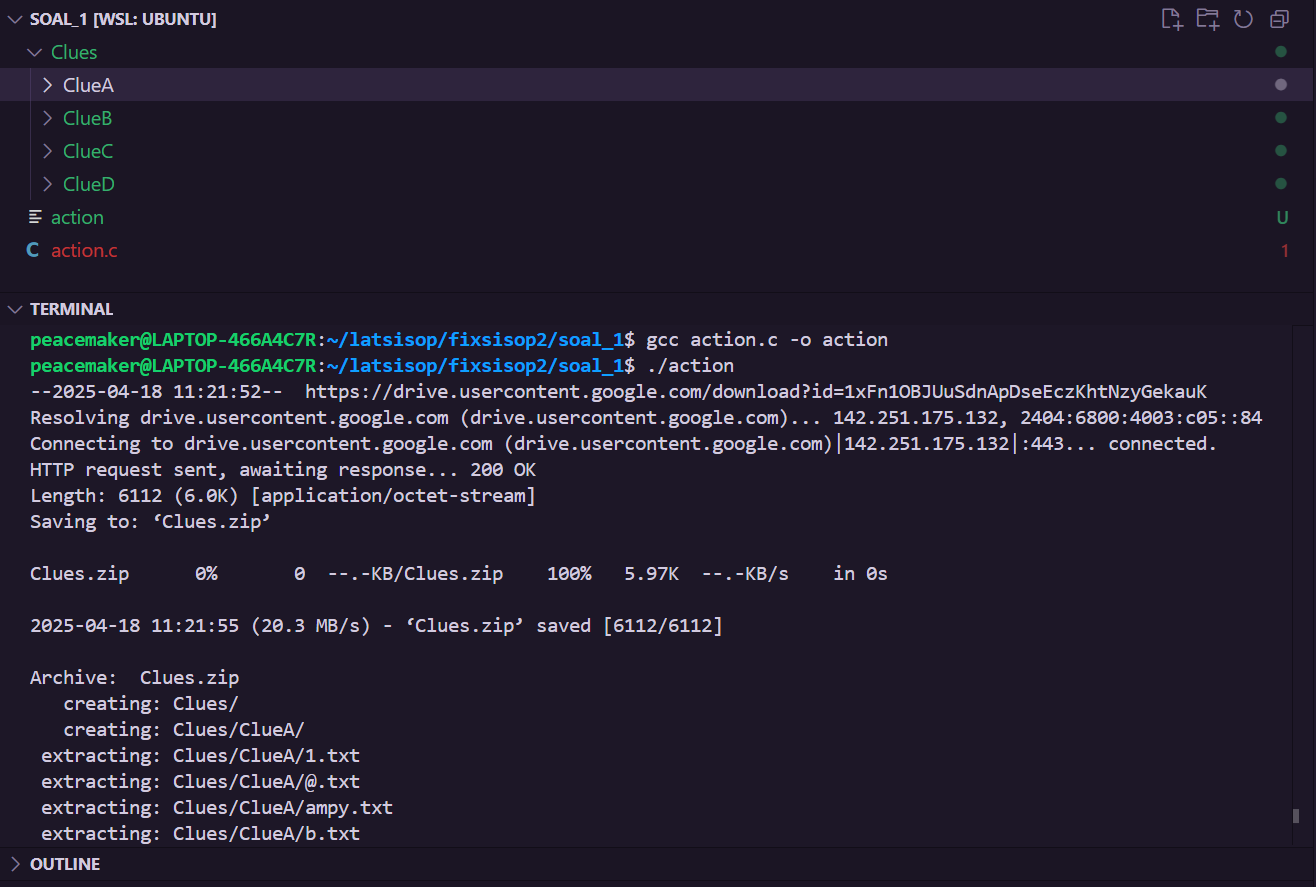 SOAL_1 [WSL: UBUNTU]
Clues
ClueA
ClueB
ClueC
ClueD
action U
C action.c 1
TERMINAL
peacemaker@LAPTOP-466A4C7R:~/latsisop/fixsisop2/soal_1$ gcc action.c -o action
peacemaker@LAPTOP-466A4C7R:~/latsisop/fixsisop2/soal_1$ ./action
--2025-04-18 11:21:52--  https://drive.usercontent.google.com/download?id=1xFn1OBJUuSdnApDseEczKhtNzyGekauK
Resolving drive.usercontent.google.com (drive.usercontent.google.com)... 142.251.175.132, 2404:6800:4003:c05::84
Connecting to drive.usercontent.google.com (drive.usercontent.google.com)|142.251.175.132|:443... connected.
HTTP request sent, awaiting response... 200 OK
Length: 6112 (6.0K) [application/octet-stream]
Saving to: ‘Clues.zip’
Clues.zip      0%       0  --.-KB/Clues.zip    100%   5.97K  --.-KB/s    in 0s
2025-04-18 11:21:55 (20.3 MB/s) - ‘Clues.zip’ saved [6112/6112]
Archive:  Clues.zip
creating: Clues/
creating: Clues/ClueA/
extracting: Clues/ClueA/1.txt
extracting: Clues/ClueA/@.txt
extracting: Clues/ClueA/ampy.txt
extracting: Clues/ClueA/b.txt
OUTLINE